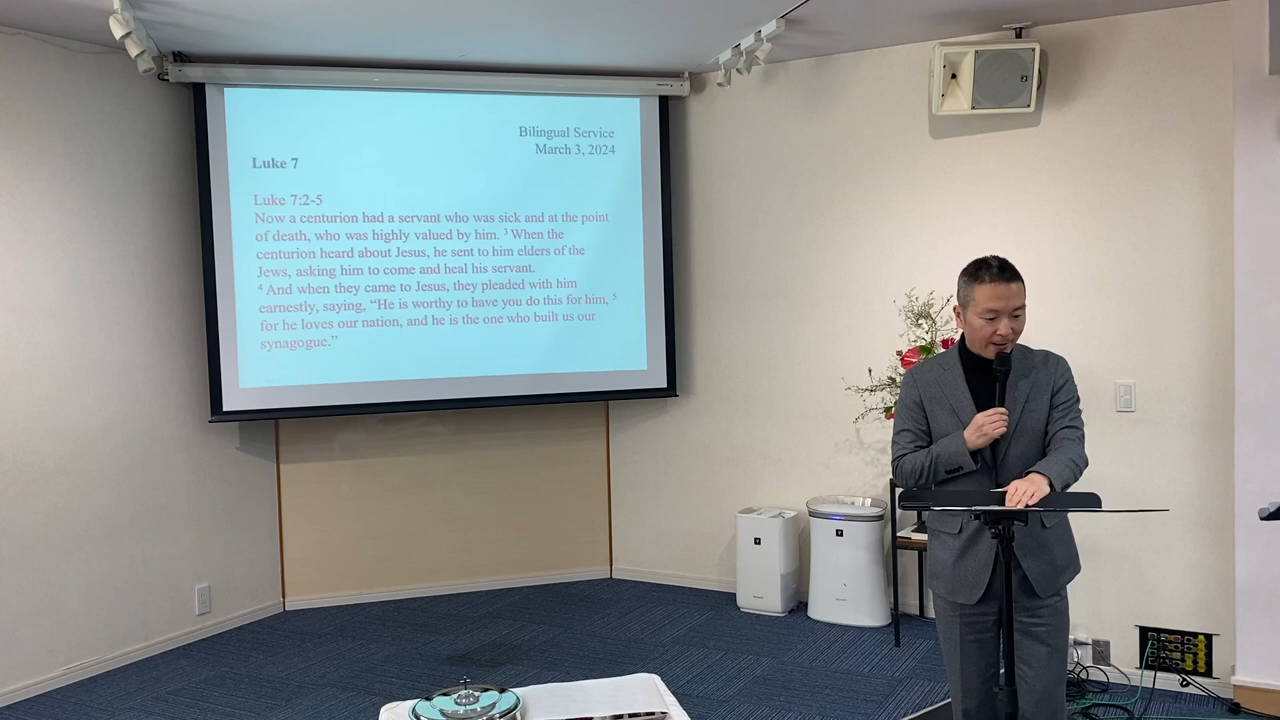 Bilingual Service
March 3, 2024
Luke 7
Luke 7:2-5
Now a centurion had a servant who was sick and at the point
of death, who was highly valued by him. ³ When the
centurion heard about Jesus, he sent to him elders of the
Jews, asking him to come and heal his servant.
⁴ And when they came to Jesus, they pleaded with him
earnestly, saying, “He is worthy to have you do this for him, ⁵
for he loves our nation, and he is the one who built us our
synagogue.”